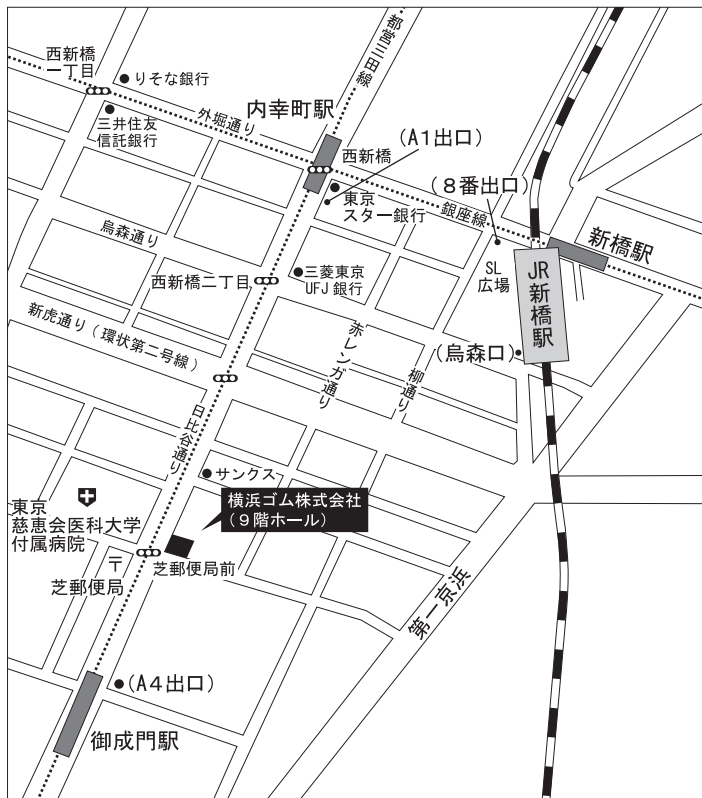 都営三田線
西新橋
一丁目
りそな銀行
三井住友
信託銀行
外堀通り
内幸町駅
西新橋
(A1出口)
東京
スター銀行
(8番出口)
銀座線
新橋駅
烏森通り
西新橋二丁目
三菱東京
UFJ銀行
SL
広場
JR新橋駅
新虎通り(環状第二号線)
赤レンガ通り
柳通り
(烏森口)
日比谷通り
サンクス
横浜ゴム株式会社
(9階ホール)
東京
慈恵会医科大学
付属病院
〒
芝郵便局
芝郵便局前
第一京浜
(A4出口)
御成門駅